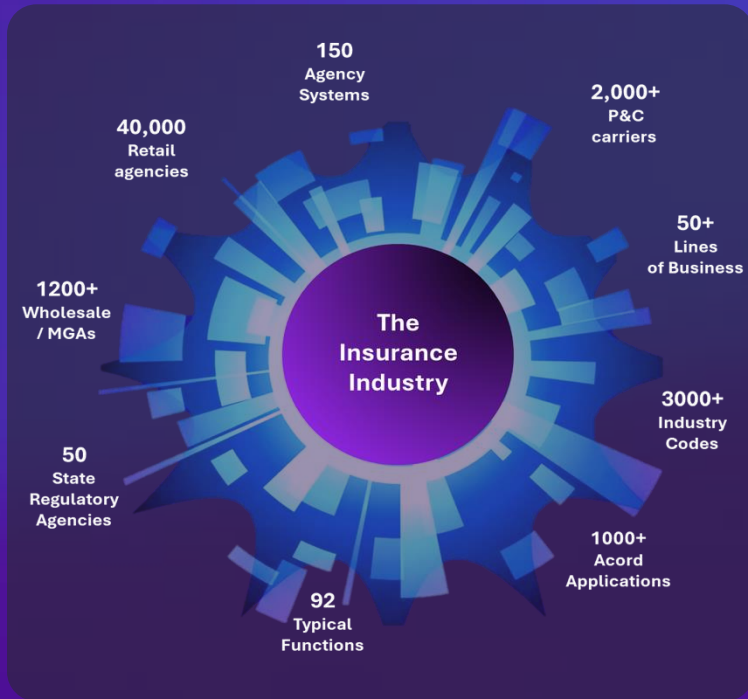 150
Agency
Systems
2,000+
P&C
carriers
40,000
Retail
agencies
50+
Lines
of Business
1200+
Wholesale
/ MGAs
The
Insurance
Industry
3000+
Industry
Codes
50
State
Regulatory
Agencies
1000+
Acord
Applications
92
Typical
Functions